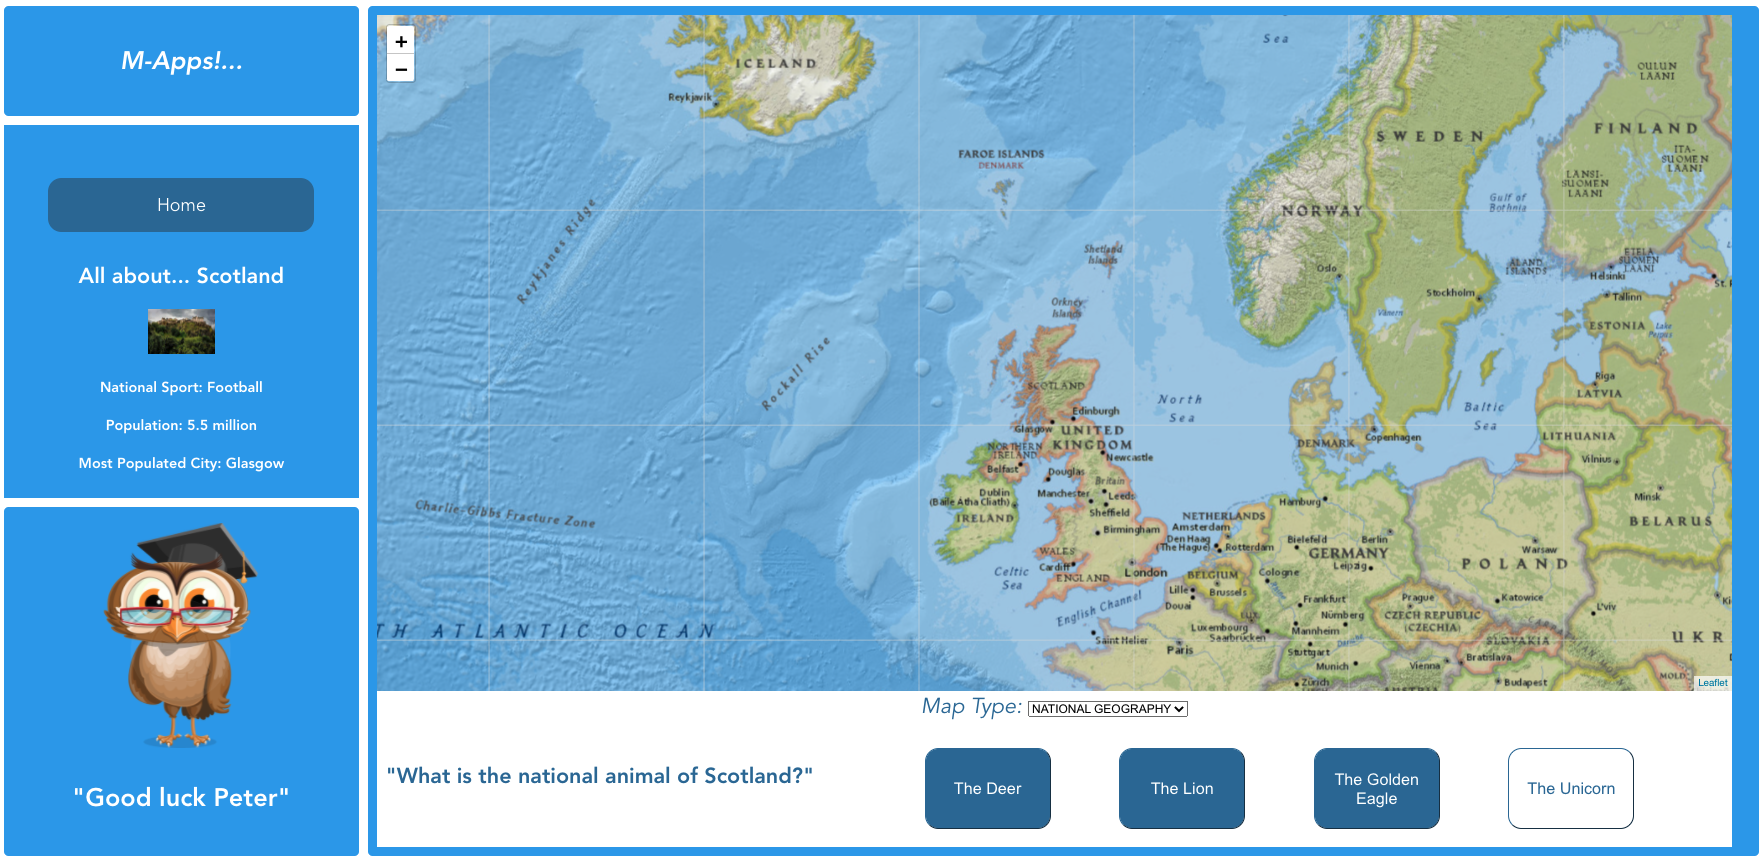 M-Apps!...
Home
All about... Scotland
National Sport: Football
Population: 5.5 million
Most Populated City: Glasgow
"Good luck Peter"
+
−
Sea
ICELAND
Reykjavik
OULUN
LAANI
SWEDEN
FINLAND
ITA-
SUOMEN
LAANI
LANSI-
SUOMEN
LAANI
FAROE ISLANDS
DENMARK
NORWAY
Gulf of
Bothnia
Reykjanes Ridge
Shetland
Islands
Oslo
ALAND
ISLANDS
ETELA
SUOMEN
LAANI
Helsinki
Tallinn
Stockholm
Orkney
Islands
Vänern
ESTONIA
Lake
Rockall Rise
Riga
LATVIA
SCOTLAND
North
Sea
Baltic
Sea
Edinburgh
Glasgow
UNITED
KINGDOM
DENMARK
Copenhagen
LITHUANIA
Vilnius
NORTHERN
IRELAND
Newcastle
Belfast
Douglas
Britain
Dublin
(Baile Atha Cliath)
Manchester
Leeds
Sheffield
IRELAND
Hamburg
Minsk
BELARUS
Charlie-Gibbs Fracture Zone
Birmingham
NETHERLANDS
Amsterdam
Den Haag
(The Hague)
Rotterdam
Bielefeld
Berlin
GERMANY
Leipzig
Warsaw
POLAND
WALES
Cardiff
ENGLAND
London
Celtic
Sea
BELGIUM
Brussels
Cologne
Lille
Douai
English Channel
Frankfurt
Prague
Katowice
L'viv
LUX.
Nürnberg
CZECH REPUBLIC
(CZECHIA)
Luxembourg
Saarbrücken
Mannheim
TH ATLANTIC OCEAN
Saint Helier
Paris
Stuttgart
Danube
SLOVAKIA
UKR
Munich
Vienna
Bratislava
Zürich
Budapest
MOLD.
Leaflet
Map Type: NATIONAL GEOGRAPHY
"What is the national animal of Scotland?"
The Deer
The Lion
The Golden
Eagle
The Unicorn